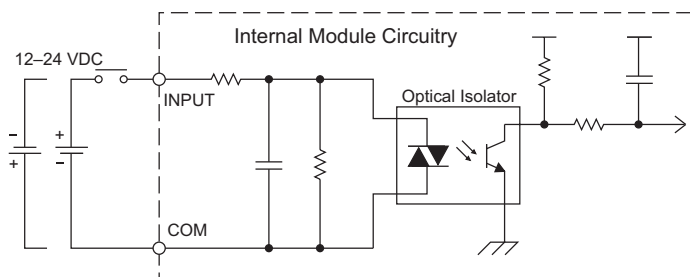 Internal Module Circuitry
12–24 VDC
INPUT
Optical Isolator
-
+
+
-
COM